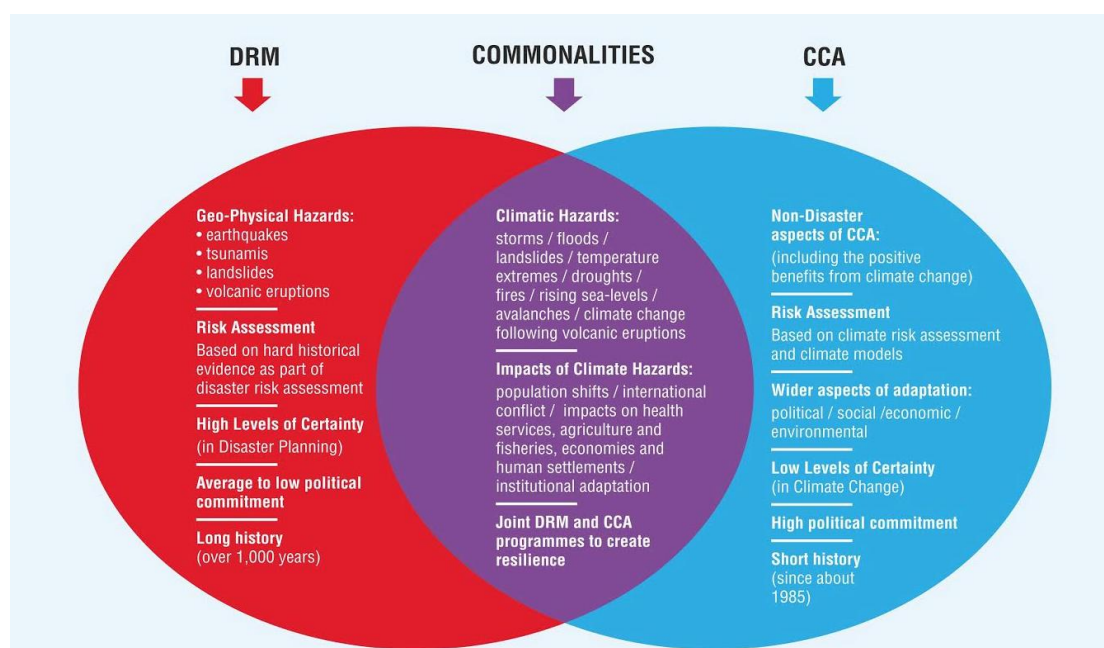 DRM
COMMONALITIES
CCA
Geo-Physical Hazards:
• earthquakes
• tsunamis
• landslides
• volcanic eruptions
Risk Assessment
Based on hard historical
evidence as part of
disaster risk assessment
High Levels of Certainty
(in Disaster Planning)
Average to low political
commitment
Long history
(over 1,000 years)
Climatic Hazards:
storms / floods /
landslides / temperature
extremes / droughts /
fires / rising sea-levels /
avalanches / climate change
following volcanic eruptions
Impacts of Climate Hazards:
population shifts / international
conflict /  impacts on health
services, agriculture and
fisheries, economies and
human settlements /
institutional adaptation
Joint DRM and CCA
programmes to create
resilience
Non-Disaster
aspects of CCA:
(including the positive
benefits from climate change)
Risk Assessment
Based on climate risk assessment
and climate models
Wider aspects of adaptation:
political / social /economic /
environmental
Low Levels of Certainty
(in Climate Change)
High political commitment
Short history
(since about
1985)